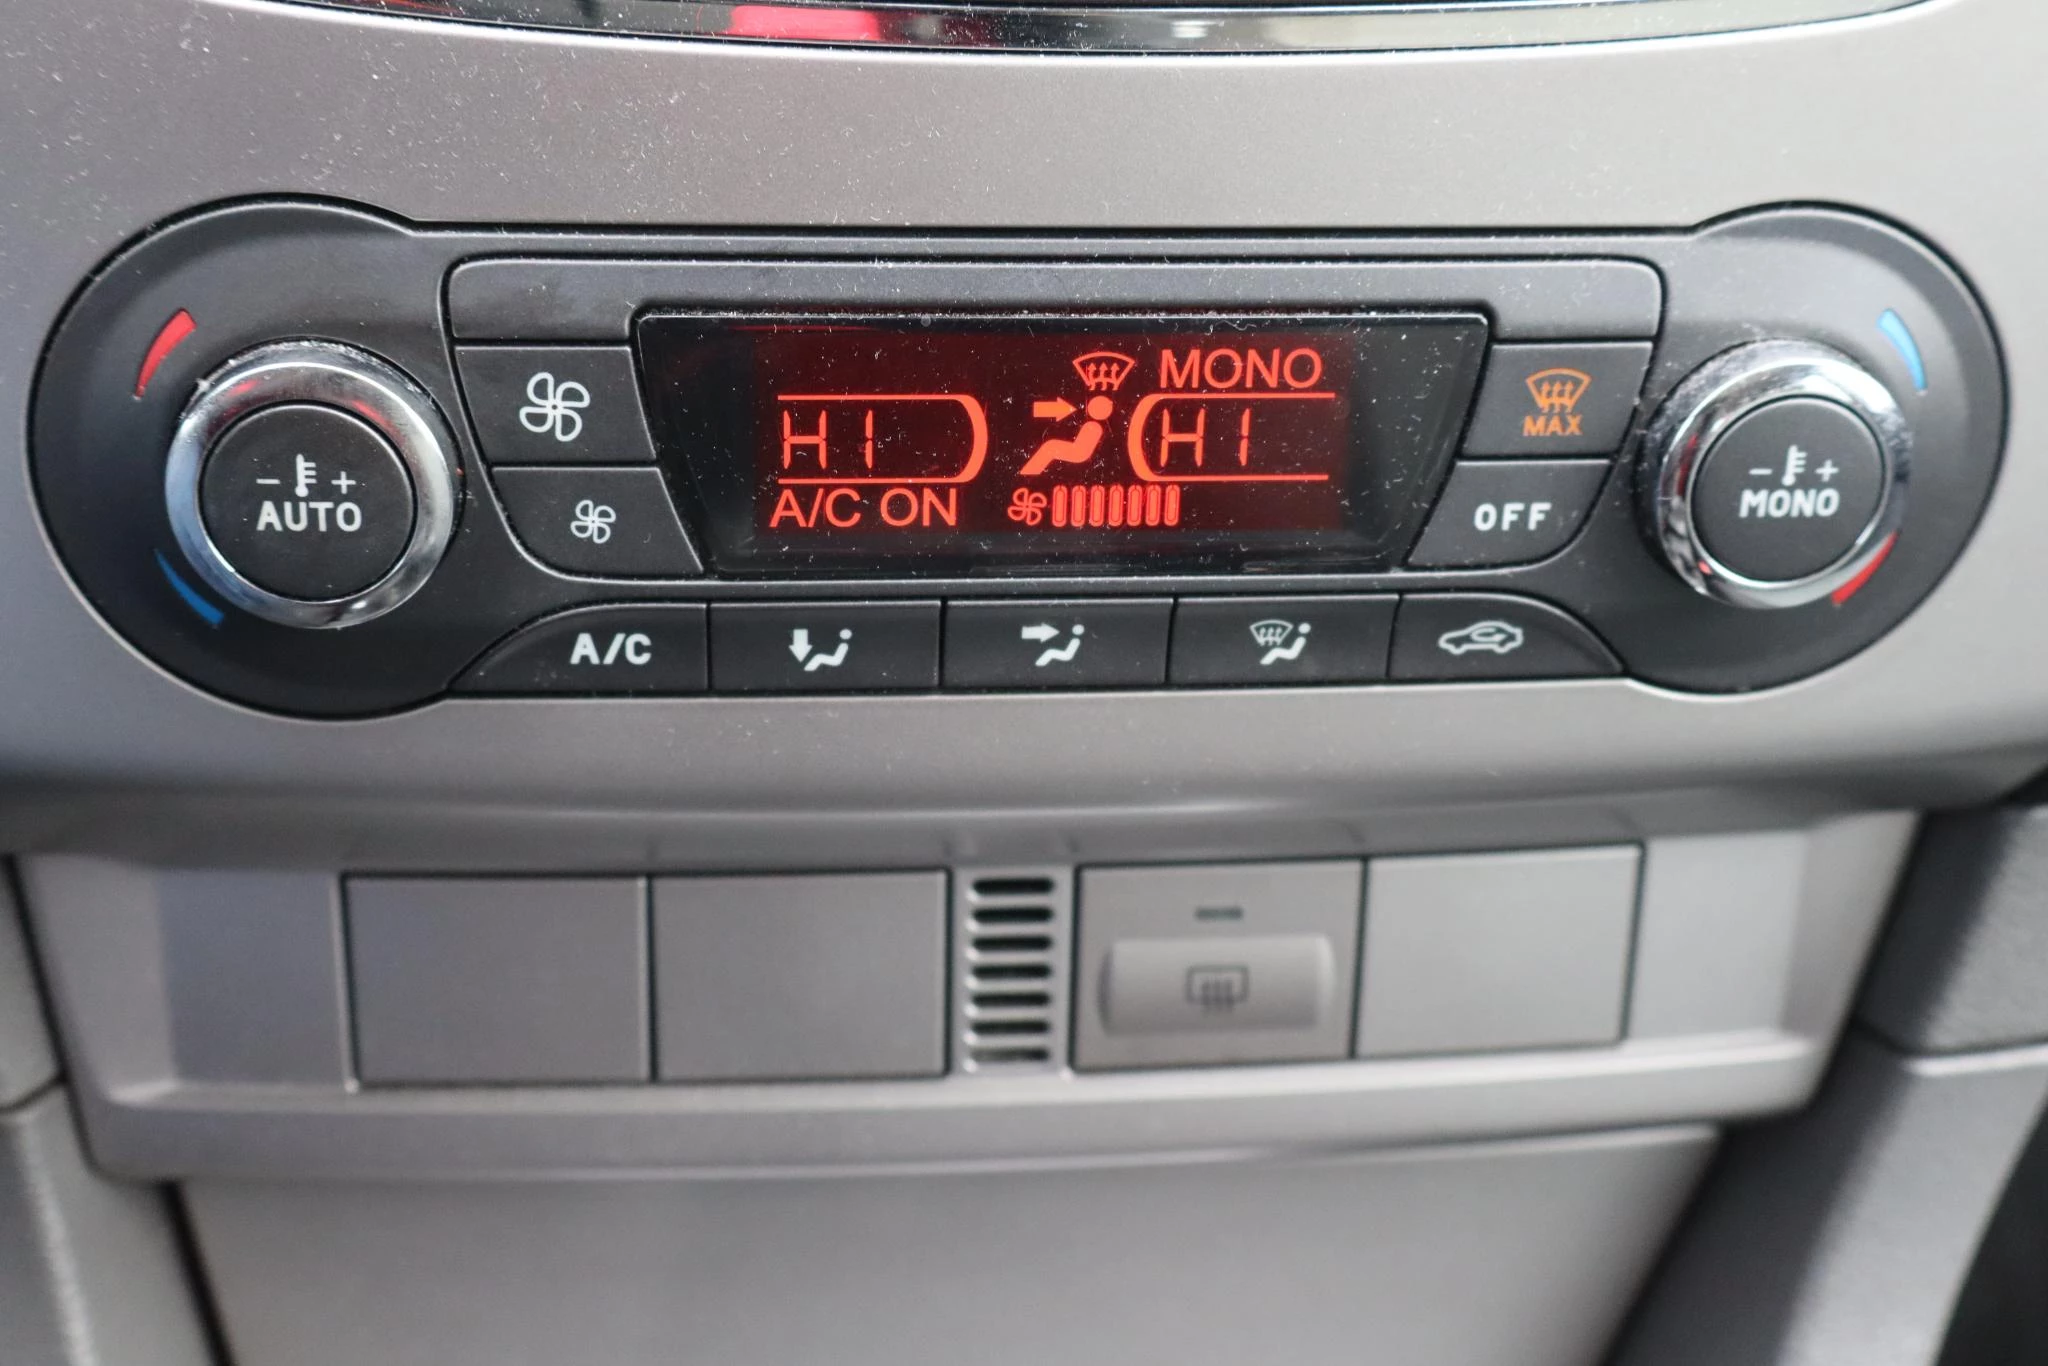 MONO
HI HI
A/C ON
- + AUTO
MAX
OFF
- + MONO
A/C